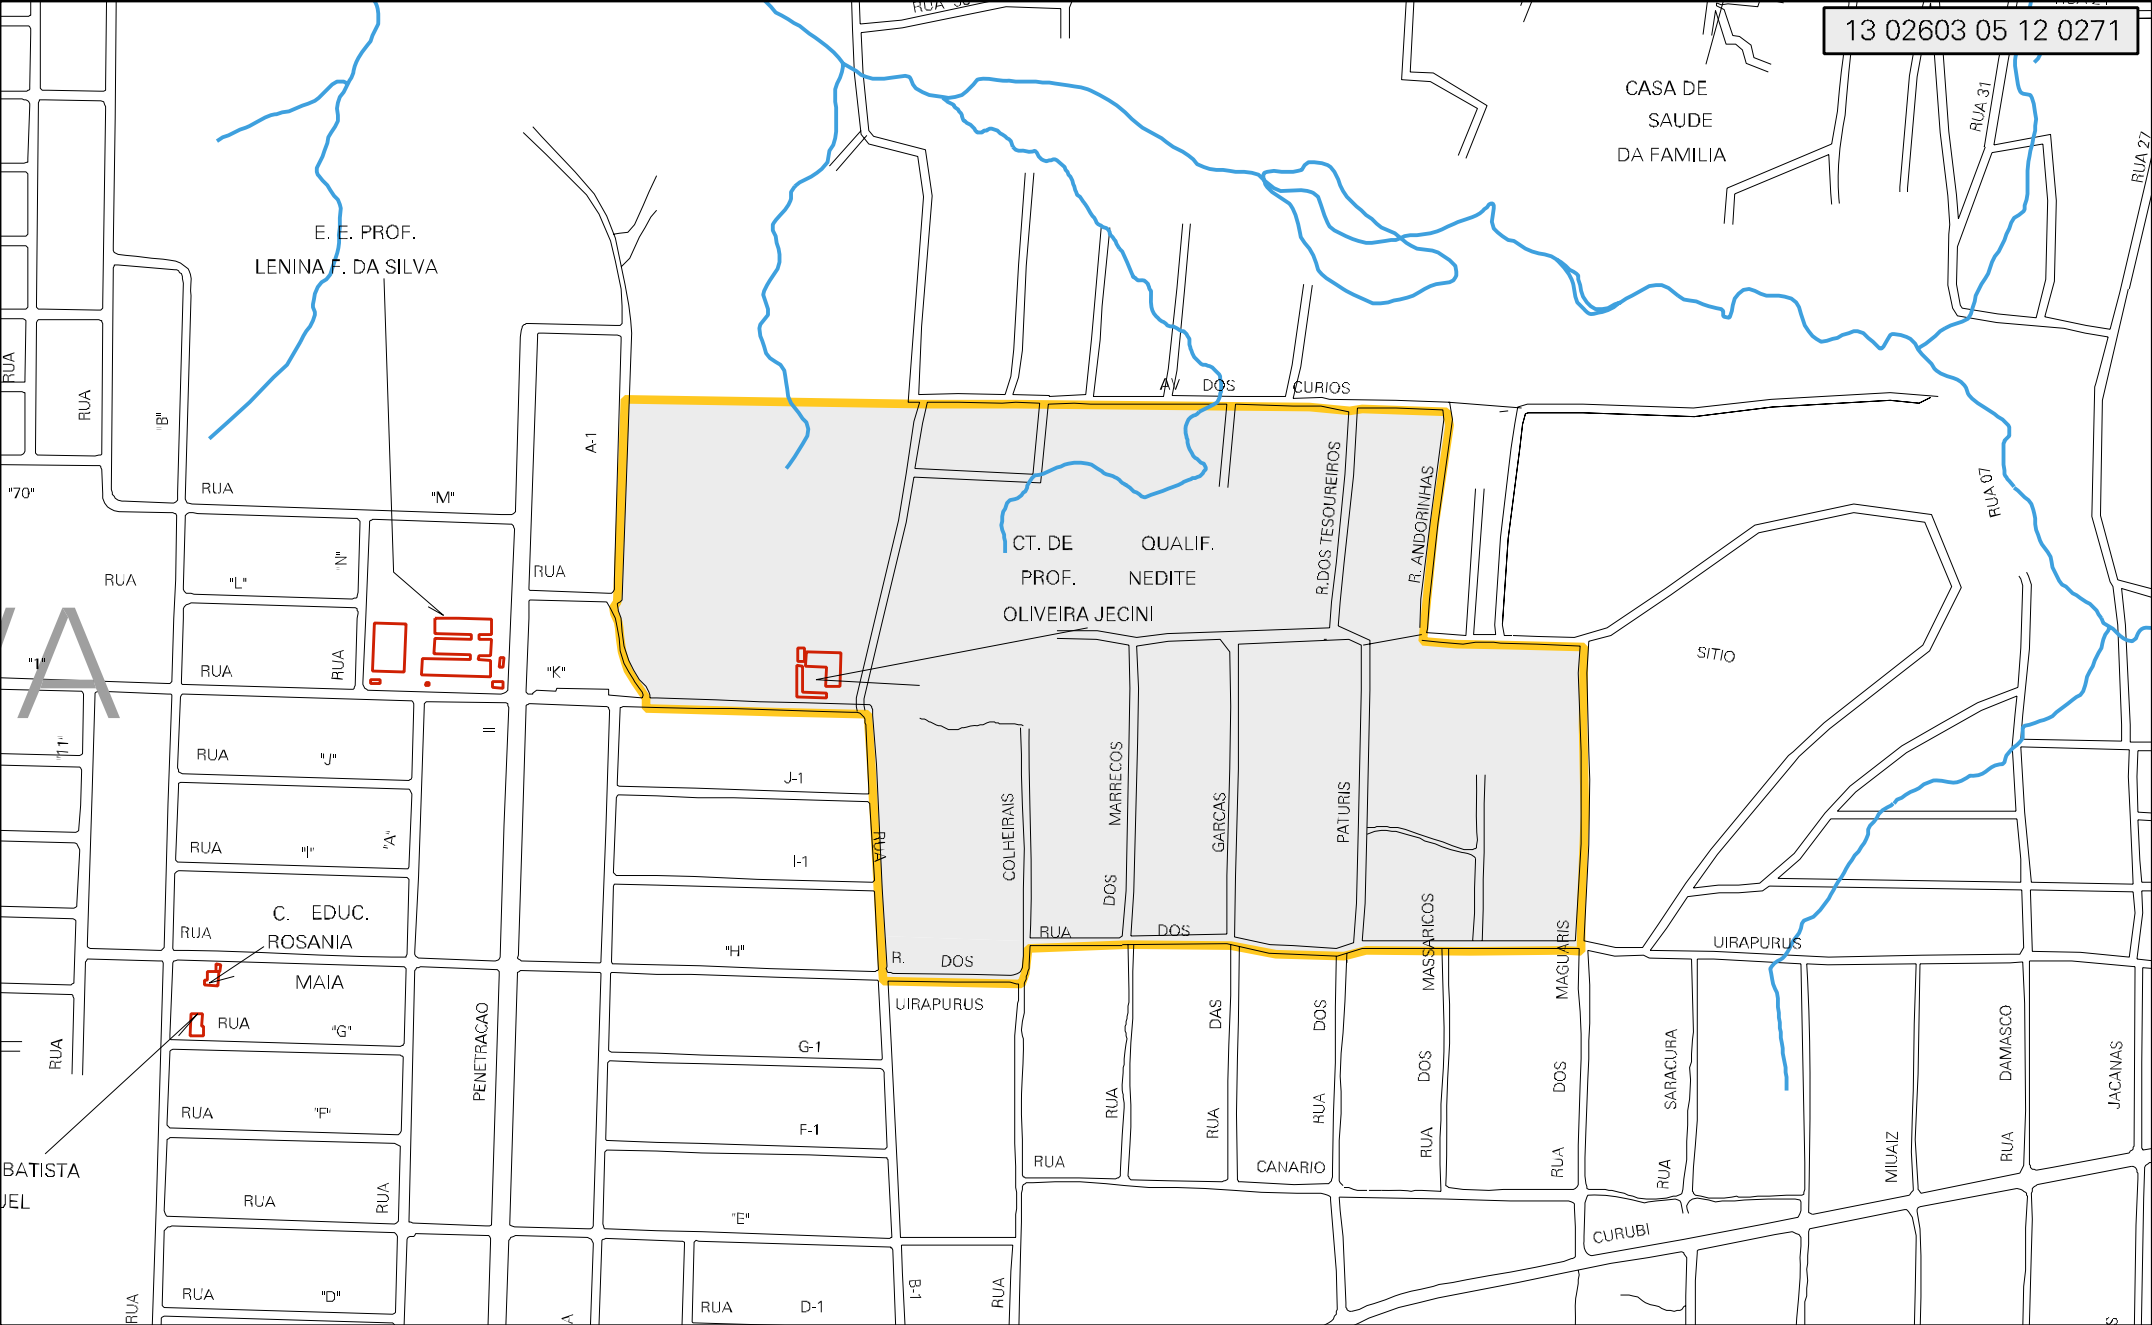 RUA
13 02603 05 12 0271
CASA DE
SAUDE
DA FAMILIA
RUA 31
RUA 27
E. E. PROF.
LENINA F. DA SILVA
RUA
RUA
"B"
A-1
AV DOS CURIOS
"70"
RUA "M"
R.DOS TESOUREIROS
R. ANDORINHAS
RUA 07
CT. DE QUALIF.
PROF. NEDITE
OLIVEIRA JECINI
RUA
"L"
"N"
RUA
VA
"1"
RUA
RUA
"K"
SITIO
"11"
RUA "J"
J-1
RUA "I"
"A"
I-1
RUA
COLHEIRAIS
MARRECOS
DOS
GARCAS
PATURIS
MASSARICOS
MAGUARIS
C. EDUC.
ROSANIA
MAIA
RUA
"H"
R. DOS
UIRAPURUS
RUA DOS
UIRAPURUS
RUA "G"
RUA
PENETRACAO
G-1
RUA
DAS
RUA
DOS
RUA
DOS
RUA
DOS
RUA
SARACURA
RUA
MIUAIZ
DAMASCO
RUA
JACANAS
RUA "F"
F-1
BATISTA
UEL
RUA
CANARIO
RUA
RUA
"E"
CURUBI
RUA "D"
RUA
B-1
RUA
RUA D-1